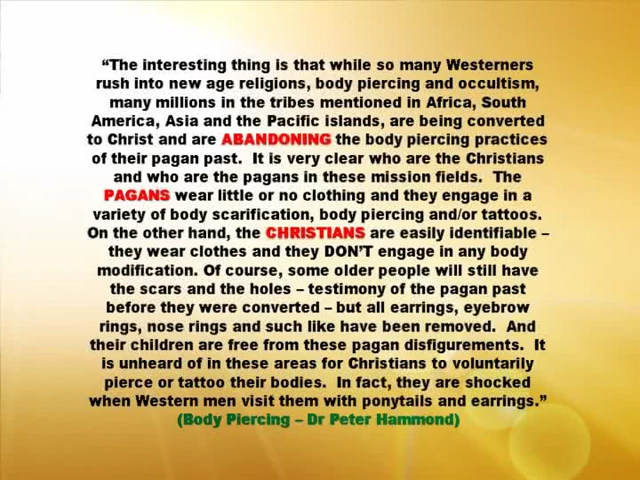 “The interesting thing is that while so many Westerners
rush into new age religions, body piercing and occultism,
many millions in the tribes mentioned in Africa, South
America, Asia and the Pacific islands, are being converted
to Christ and are ABANDONING the body piercing practices
of their pagan past.  It is very clear who are the Christians
and who are the pagans in these mission fields.  The
PAGANS wear little or no clothing and they engage in a
variety of body scarification, body piercing and/or tattoos.
On the other hand, the CHRISTIANS are easily identifiable –
they wear clothes and they DON’T engage in any body
modification. Of course, some older people will still have
the scars and the holes – testimony of the pagan past
before they were converted – but all earrings, eyebrow
rings, nose rings and such like have been removed.  And
their children are free from these pagan disfigurements.  It
is unheard of in these areas for Christians to voluntarily
pierce or tattoo their bodies.  In fact, they are shocked
when Western men visit them with ponytails and earrings.”
(Body Piercing – Dr Peter Hammond)